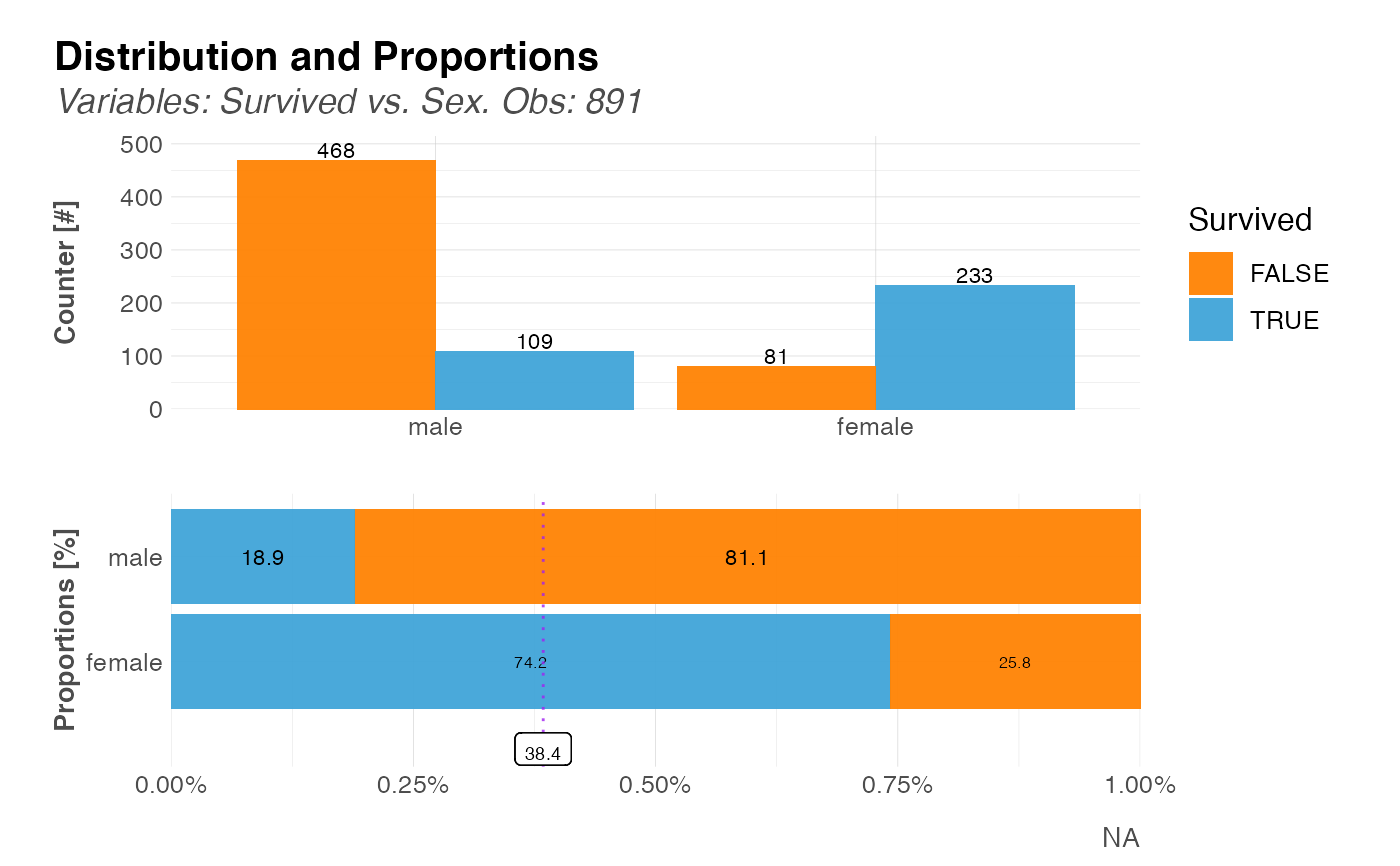 Distribution and Proportions
Variables: Survived vs. Sex. Obs: 891
Counter [#]
500
400
300
200
100
0
468
109
81
233
male
female
Survived
FALSE
TRUE
Proportions [%]
male
18.9
81.1
female
74.2
25.8
38.4
0.00%
0.25%
0.50%
0.75%
1.00%
NA